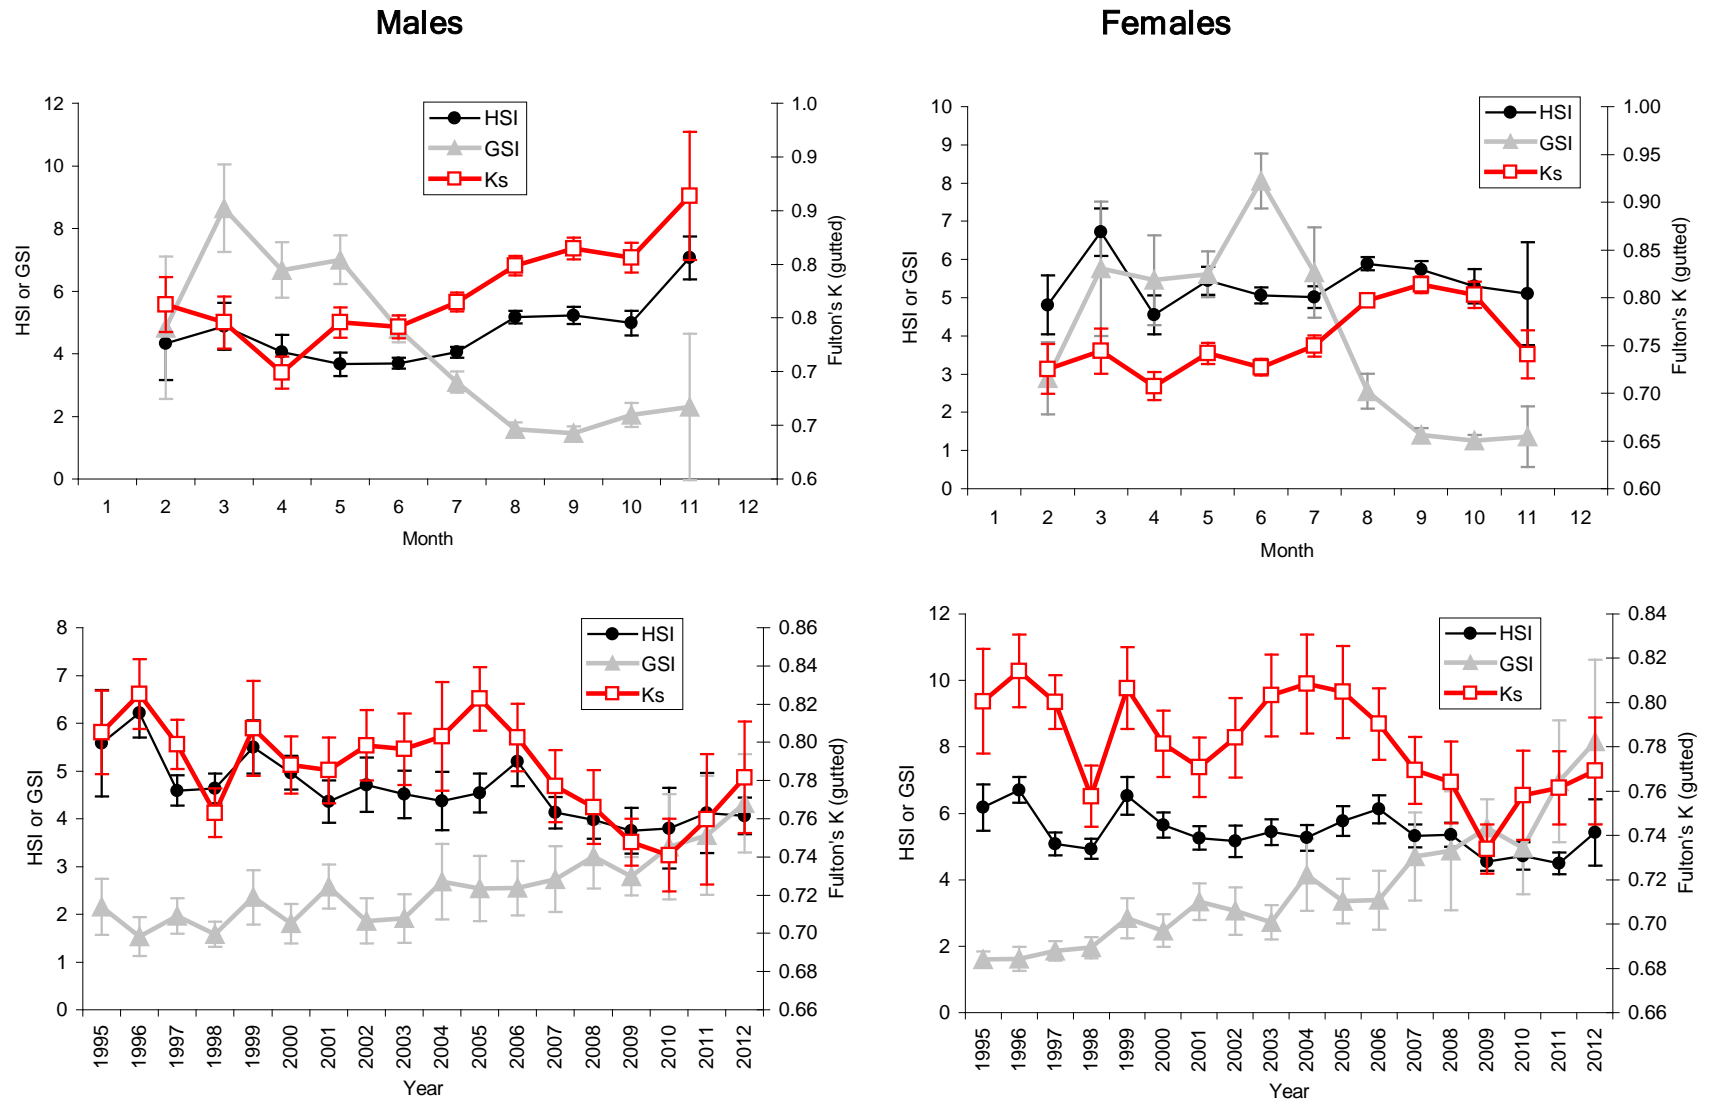 Males
Females
12
10
8
6
4
2
0
HSI or GSI
HSI
GSI
Ks
1.0
0.9
0.9
0.8
0.8
0.7
0.7
0.6
Fulton's K (gutted)
1 2 3 4 5 6 7 8 9 10 11 12
Month
10
9
8
7
6
5
4
3
2
1
0
HSI or GSI
HSI
GSI
Ks
1.00
0.95
0.90
0.85
0.80
0.75
0.70
0.65
0.60
Fulton's K (gutted)
1 2 3 4 5 6 7 8 9 10 11 12
Month
8
7
6
5
4
3
2
1
0
HSI or GSI
HSI
GSI
Ks
0.86
0.84
0.82
0.80
0.78
0.76
0.74
0.72
0.70
0.68
0.66
Fulton's K (gutted)
1995 1996 1997 1998 1999 2000 2001 2002 2003 2004 2005 2006 2007 2008 2009 2010 2011 2012
Year
12
10
8
6
4
2
0
HSI or GSI
HSI
GSI
Ks
0.84
0.82
0.80
0.78
0.76
0.74
0.72
0.70
0.68
0.66
Fulton's K (gutted)
1995 1996 1997 1998 1999 2000 2001 2002 2003 2004 2005 2006 2007 2008 2009 2010 2011 2012
Year